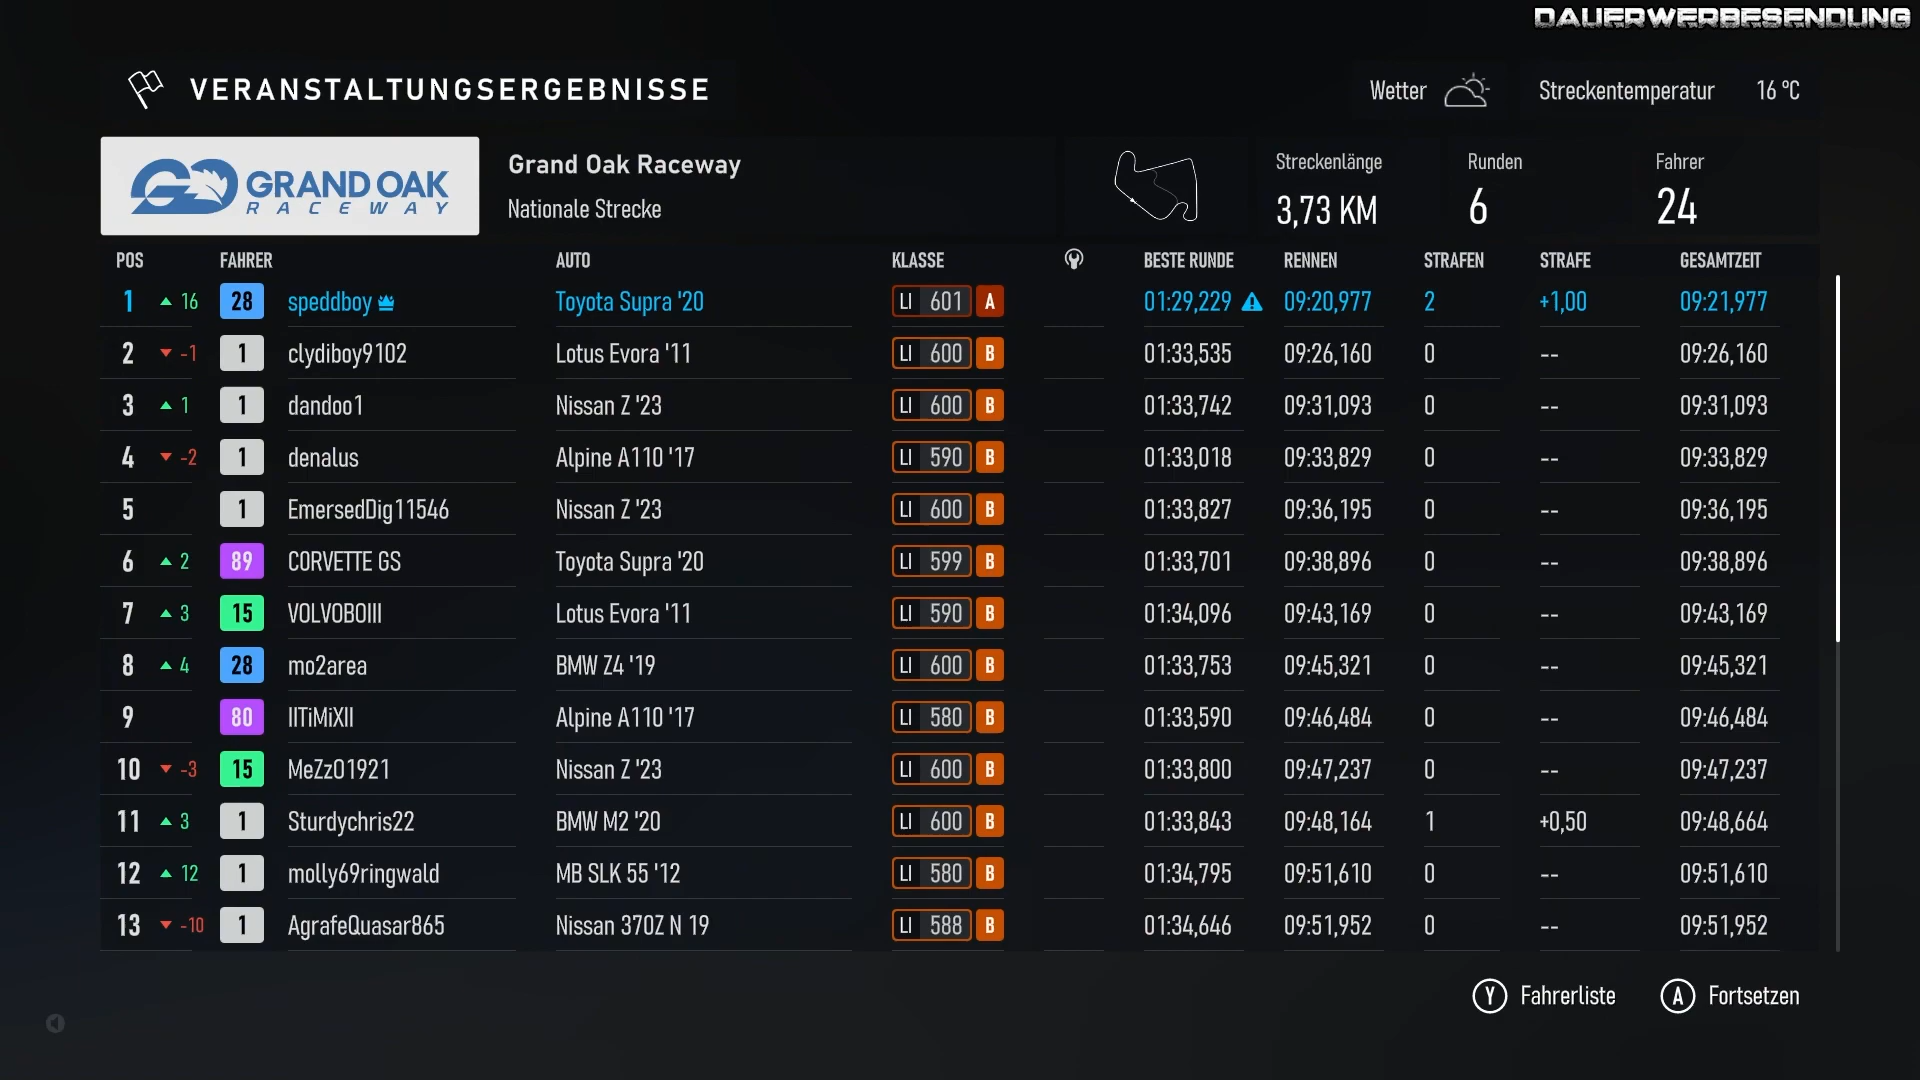 DAUERWERBESENDUNG
VERANSTALTUNGSERGEBNISSE
Wetter Streckentemperatur 16 °C
GRAND OAK
RACEWAY
Grand Oak Raceway
Nationale Strecke
Streckenlänge Runden Fahrer
3,73 KM 6 24
POS FAHRER AUTO KLASSE BESTE RUNDE RENNEN STRAFEN STRAFE GESAMTZEIT
1 16 28 speddboy Toyota Supra '20 LI 601 A 01:29,229 09:20,977 2 +1,00 09:21,977
2 -1 1 clydiboy9102 Lotus Evora '11 LI 600 B 01:33,535 09:26,160 0 -- 09:26,160
3 1 1 dandoo1 Nissan Z '23 LI 600 B 01:33,742 09:31,093 0 -- 09:31,093
4 -2 1 denalus Alpine A110 '17 LI 590 B 01:33,018 09:33,829 0 -- 09:33,829
5 1 EmersedDig11546 Nissan Z '23 LI 600 B 01:33,827 09:36,195 0 -- 09:36,195
6 2 89 CORVETTE GS Toyota Supra '20 LI 599 B 01:33,701 09:38,896 0 -- 09:38,896
7 3 15 VOLVOBOIII Lotus Evora '11 LI 590 B 01:34,096 09:43,169 0 -- 09:43,169
8 4 28 mo2area BMW Z4 '19 LI 600 B 01:33,753 09:45,321 0 -- 09:45,321
9 80 IITiMiXII Alpine A110 '17 LI 580 B 01:33,590 09:46,484 0 -- 09:46,484
10 -3 15 MeZzO1921 Nissan Z '23 LI 600 B 01:33,800 09:47,237 0 -- 09:47,237
11 3 1 Sturdychris22 BMW M2 '20 LI 600 B 01:33,843 09:48,164 1 +0,50 09:48,664
12 12 1 molly69ringwald MB SLK 55 '12 LI 580 B 01:34,795 09:51,610 0 -- 09:51,610
13 -10 1 AgrafeQuasar865 Nissan 370Z N 19 LI 588 B 01:34,646 09:51,952 0 -- 09:51,952
Y Fahrerliste A Fortsetzen